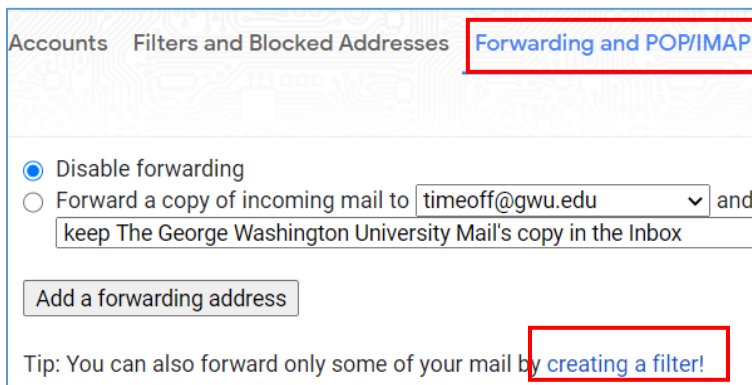 Accounts Filters and Blocked Addresses Forwarding and POP/IMAP
Disable forwarding
Forward a copy of incoming mail to timeoff@gwu.edu and
keep The George Washington University Mail's copy in the Inbox
Add a forwarding address
Tip: You can also forward only some of your mail by creating a filter!